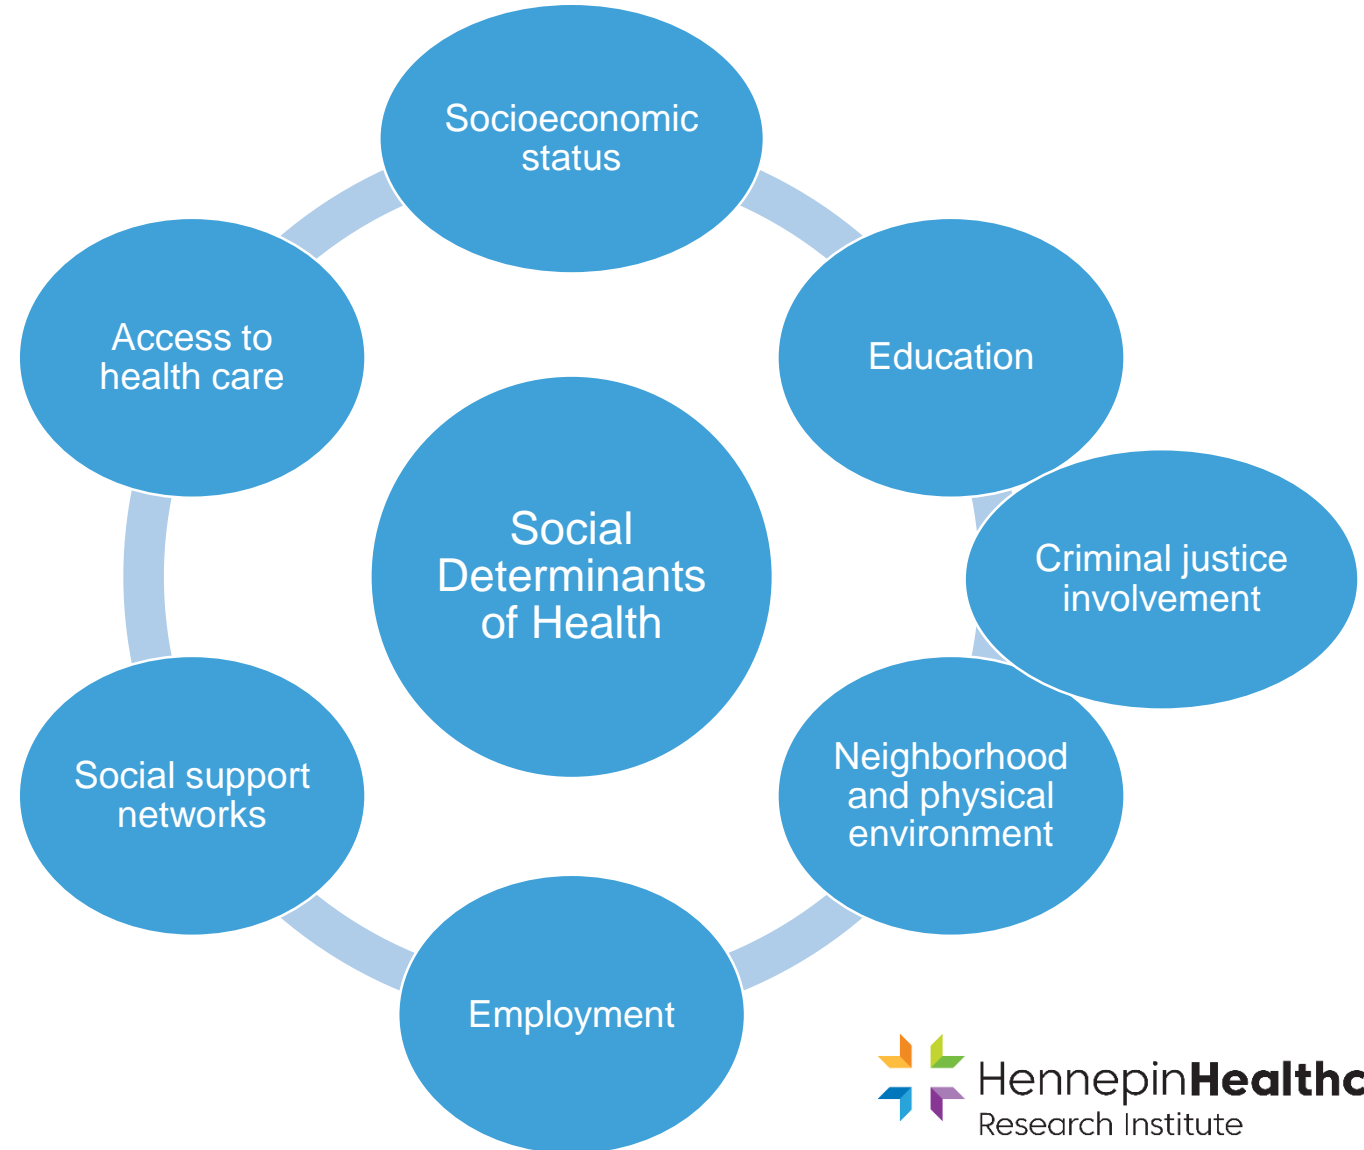 Socioeconomic
status
Education
Criminal justice
involvement
Neighborhood
and physical
environment
Employment
Social support
networks
Access to
health care
Social
Determinants
of Health
HennepinHealthc
Research Institute